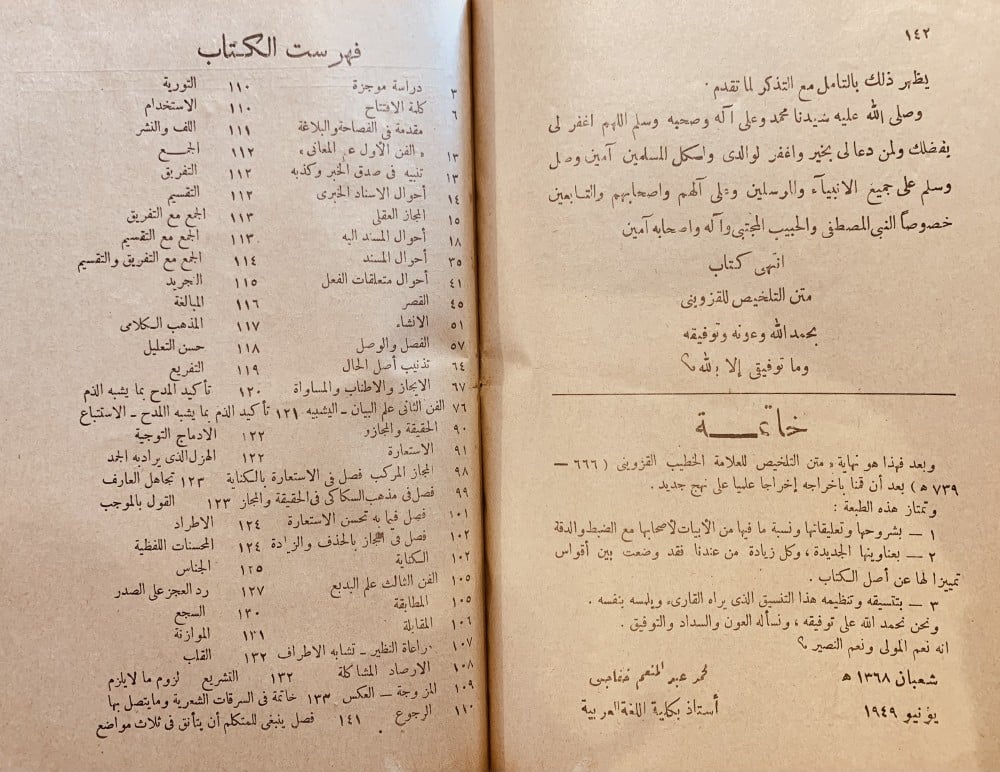 ١٤٢
يظهر ذلك بالتامل مع التذكر لما تقدم .
وصلى الله عليه سيدنا محمد وعلى آله وصحبه وسلم اللهم اغفر لى
بفضلك ولمن دعا لى بخير واغفر لوالدى ولكل المسلمين آمين وصل
وسلم على جميع الانبيآء والمرسلين وعلى آلهم واصحابهم والتابعين
خصوصاً النبى المصطفى والحبيب المجتبى وآله واصحابه آمين
انتهى كتاب
متن التلخيص للقزوينى
بحمد الله وعونه وتوفيقه
وما توفيقى إلا بالله
خاتمة
وبعد فهذا هو نهاية « متن التلخيص للعلامة الخطيب القزوينى ( ٦٦٦ –
٧٣٩ هـ ) بعد أن قمنا باخراجه إخراجا علميا على نهج جديد .
وتمتاز هذه الطبعة :
١ – بشروحها وتعليقاتها ونسبة ما فيها من الأبيات لأصحابها مع الضبط والدقة
٢ – بعناوينها الجديدة ، وكل زيادة من عندنا فقد وضعت بين أقواس
تمييزا لها عن أصل الكتاب .
٣ – بتنسيقه وتنظيمه هذا التنسيق الذى يراه القارىء ويلمسه بنفسه .
ونحن نحمد الله على توفيقه ، ونسأله العون والسداد والتوفيق .
انه نعم المولى ونعم النصير ؟
شعبان ١٣٦٨ هـ
محمد عبد المنعم خفاجى
يونيو ١٩٤٩
أستاذ بكلية اللغة العربية
فهرست الكتاب
٣ دراسة موجزة
٦ كلمة الافتتاح
مقدمة فى الفصاحة والبلاغة
١٣ « الفن الأول علم المعانى »
١٣ تنبيه فى صدق الخبر وكذبه
١٤ أحوال الاسناد الخبرى
١٥ المجاز العقلى
١٨ أحوال المسند اليه
٣٥ أحوال المسند
٤١ أحوال متعلقات الفعل
٤٥ القصر
٥١ الانشاء
٥٧ الفصل والوصل
٦٤ تذنيب أصل الحال
٦٧ الايجاز والاطناب والمساواة
٧٦ الفن الثانى علم البيان – التشبيه
٩٠ الحقيقة والمجاز
٩١ الاستعارة
٩٨ المجاز المركب فصل فى الاستعارة بالكناية
٩٩ فصل فى مذهب السكاكى فى الحقيقة والمجاز
١٠١ فصل فيما به تحسن الاستعارة
١٠٢ فصل فى المجاز بالحذف والزيادة
١٠٢ الكناية
١٠٥ الفن الثالث علم البديع
١٠٥ المطابقة
١٠٦ المقابلة
١٠٧ مراعاة النظير – تشابه الاطراف
١٠٨ الارصاد المشاكلة
١٠٩ المزوجة – العكس
١١٠ الرجوع
١١٠ التورية
١١٠ الاستخدام
١١١ اللف والنشر
١١٢ الجمع
١١٢ التفريق
١١٢ التقسيم
١١٣ الجمع مع التفريق
١١٣ الجمع مع التقسيم
١١٤ الجمع مع التفريق والتقسيم
١١٥ التجريد
١١٦ المبالغة
١١٧ المذهب الكلامى
١١٨ حسن التعليل
١١٩ التفريع
١٢٠ تأكيد المدح بما يشبه الذم
١٢١ تأكيد الذم بما يشبه المدح – الاستتباع
١٢٢ الادماج التوجية
١٢٢ الهزل الذى يراد به الجد
١٢٣ تجاهل العارف
١٢٣ القول بالموجب
١٢٤ الاطراد
١٢٤ المحسنات اللفظية
١٢٥ الجناس
١٢٧ رد العجز على الصدر
١٣٠ السجع
١٣١ الموازنة
١٣٢ القلب
١٣٢ التشريع لزوم ما لايلزم
١٣٣ خاتمة فى السرقات الشعرية وما يتصل بها
١٤١ فصل ينبغى للمتكلم أن يتأنق فى ثلاث مواضع